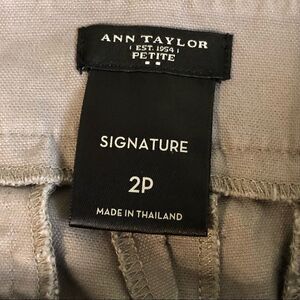 ANN TAYLOR
EST. 1954
PETITE
SIGNATURE
2P
MADE IN THAILAND